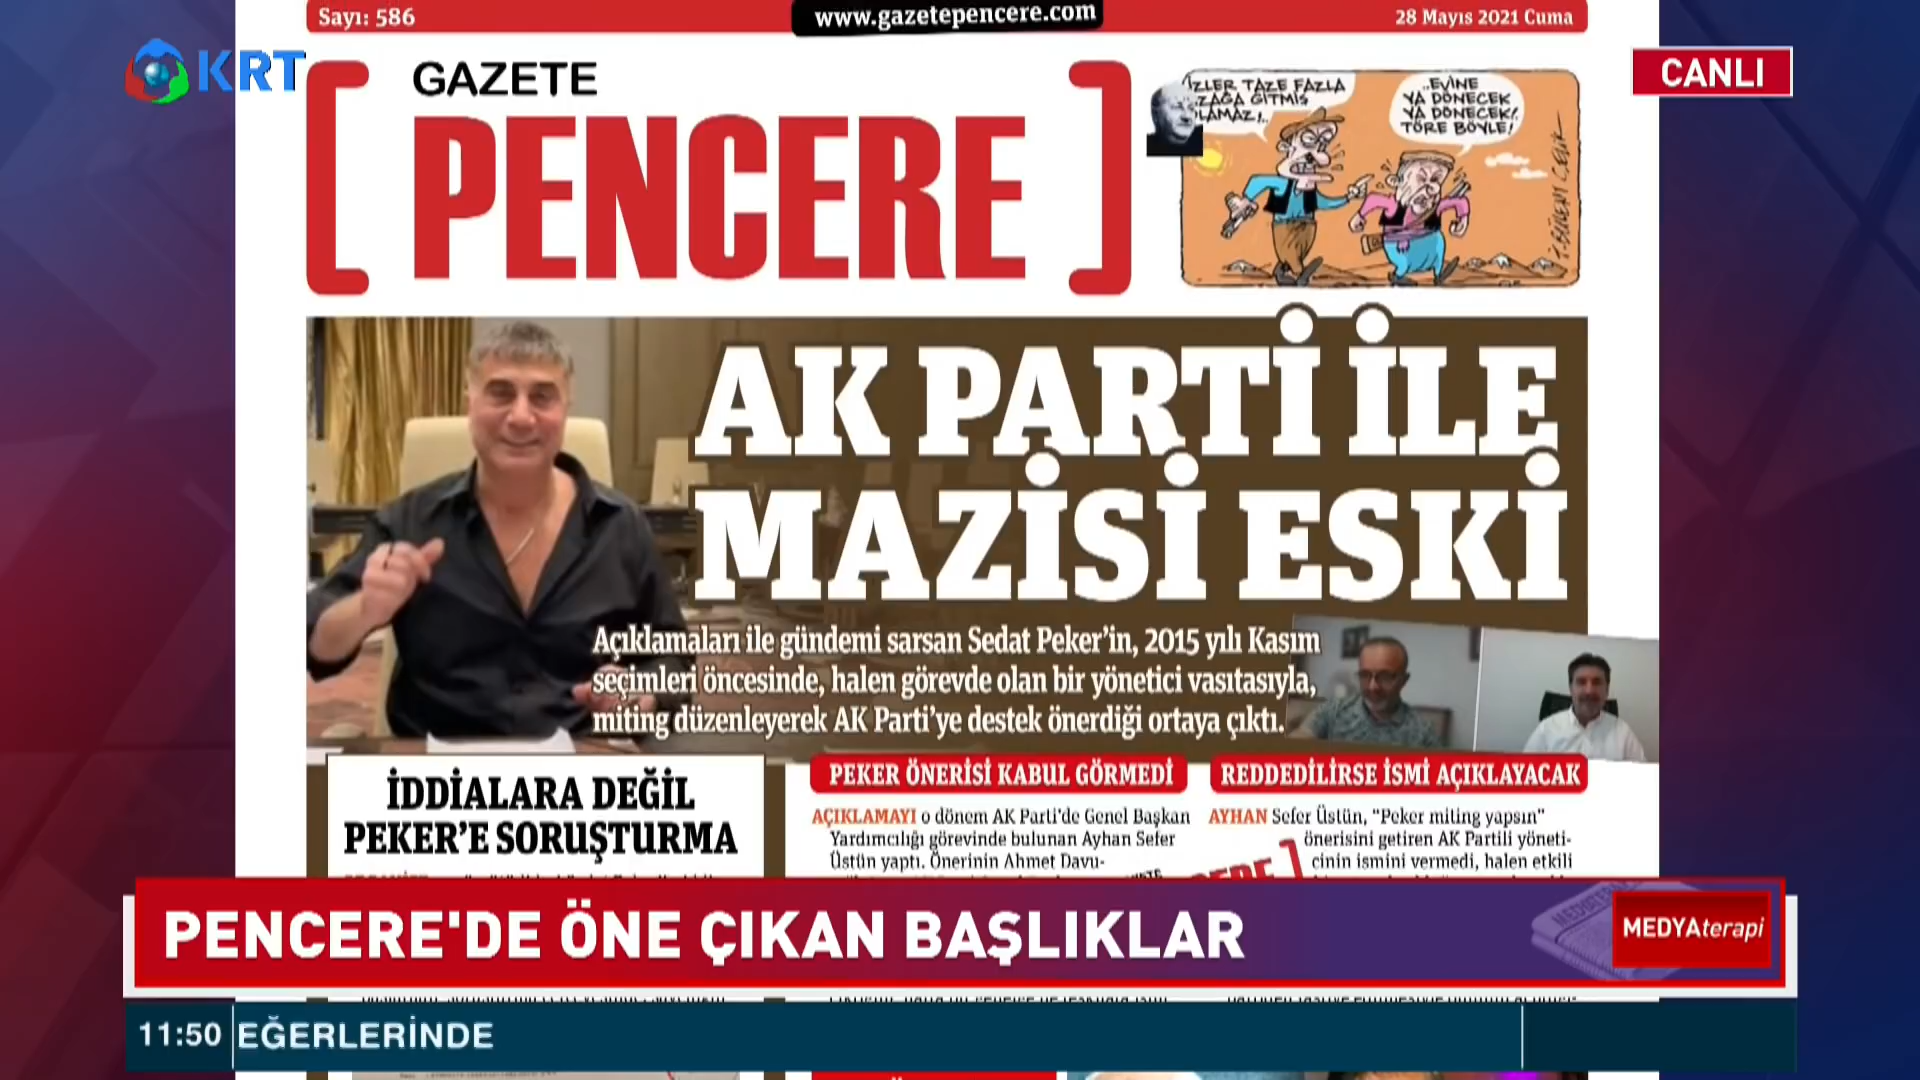 Sayı: 586
www.gazetepencere.com
28 Mayıs 2021 Cuma
KRT
CANLI
[ GAZETE
PENCERE ]
İZLER TAZE FAZLA
GİTMİŞ
..EVİNE
YA DÖNECEK
YA DÖNECEK!.
TÖRE BÖYLE!
AK PARTİ İLE
MAZİSİ ESKİ
Açıklamaları ile gündemi sarsan Sedat Peker'in, 2015 yılı Kasım
seçimleri öncesinde, halen görevde olan bir yönetici vasıtasıyla,
miting düzenleyerek AK Parti'ye destek önerdiği ortaya çıktı.
İDDİALARA DEĞİL
PEKER'E SORUŞTURMA
PEKER ÖNERİSİ KABUL GÖRMEDİ
AÇIKLAMAYI o dönem AK Parti'de Genel Başkan
Yardımcılığı görevinde bulunan Ayhan Sefer
Üstün yaptı. Önerinin Ahmet Davu-
REDDEDİLİRSE İSMİ AÇIKLAYACAK
AYHAN Sefer Üstün, "Peker miting yapsın"
önerisini getiren AK Partili yöneti-
cinin ismini vermedi, halen etkili
PENCERE'DE ÖNE ÇIKAN BAŞLIKLAR
MEDYAterapi
11:50 EĞERLERİNDE